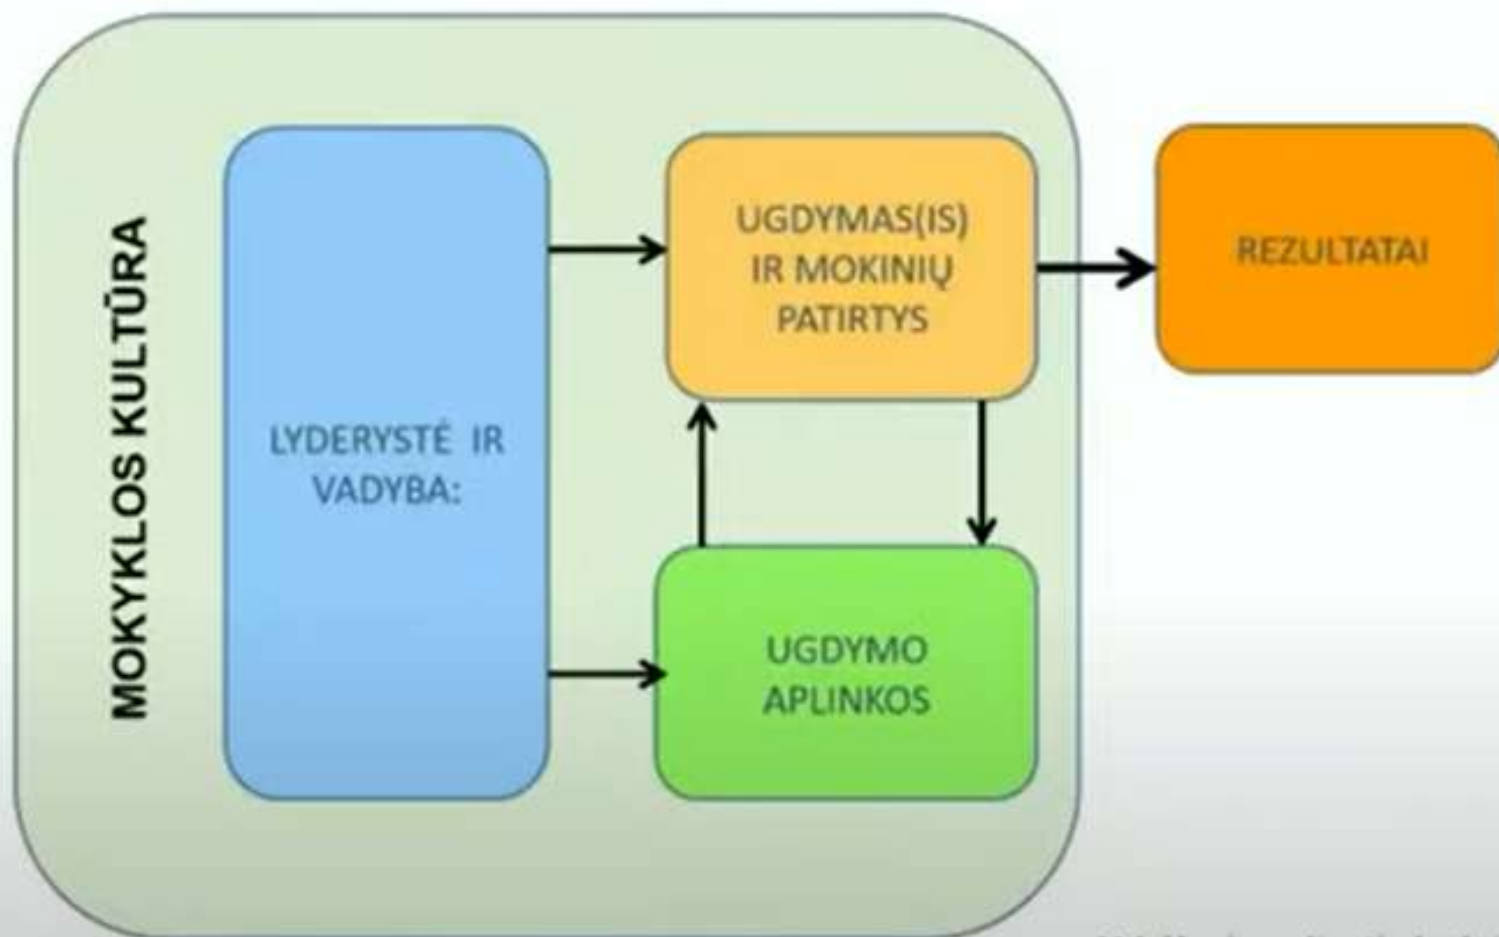 MOKYKLOS KULTŪRA
LYDERYSTĖ IR
VADYBA:
UGDYMAS(IS)
IR MOKINIŲ
PATIRTYS
UGDYMO
APLINKOS
REZULTATAI